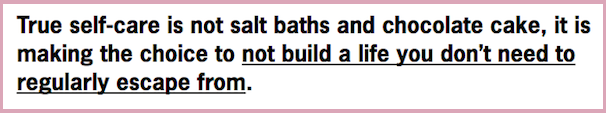 True self-care is not salt baths and chocolate cake, it is
making the choice to not build a life you don’t need to
regularly escape from.